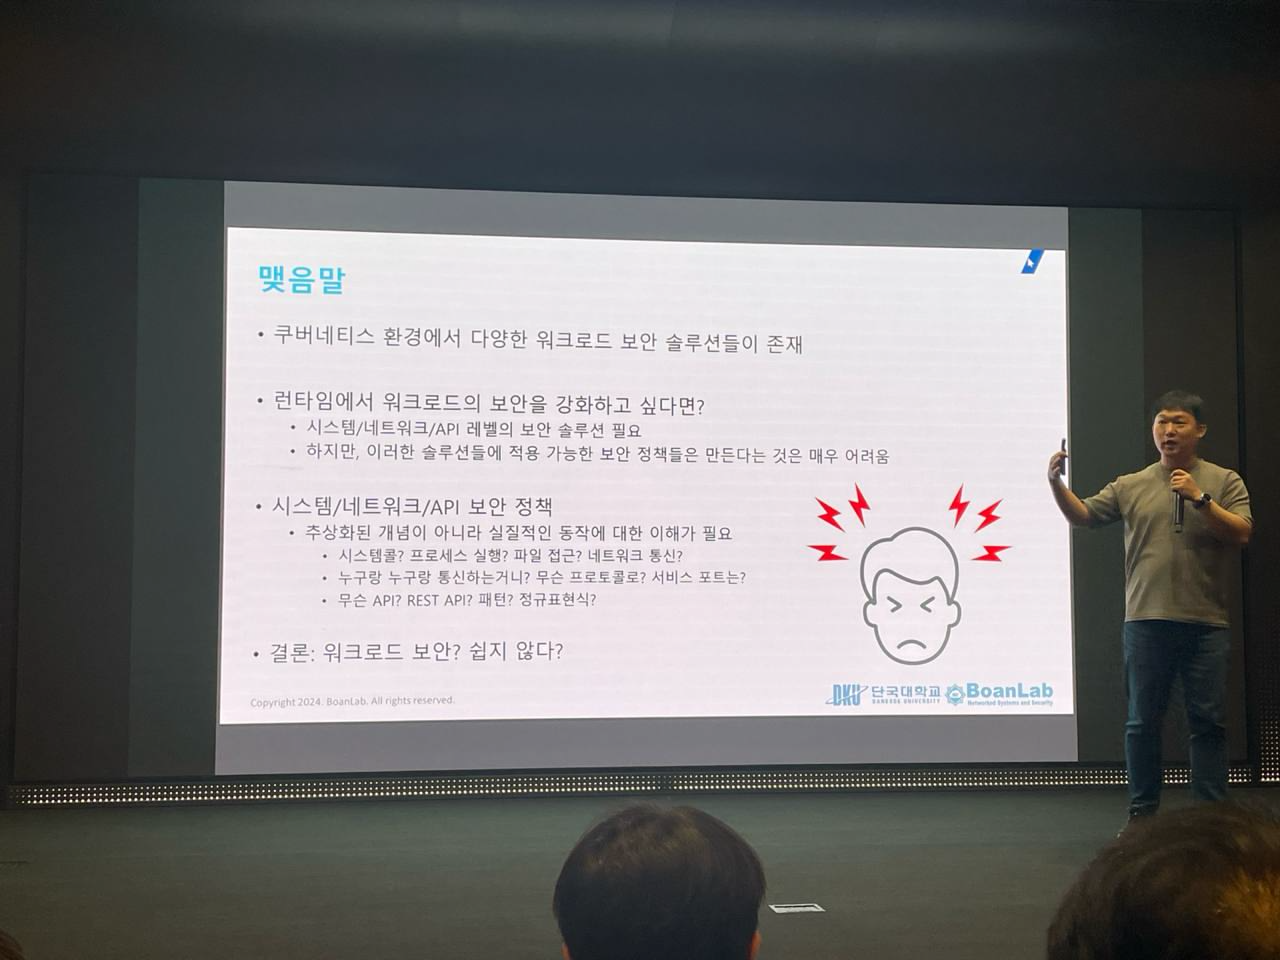 맺음말
• 쿠버네티스 환경에서 다양한 워크로드 보안 솔루션들이 존재
• 런타임에서 워크로드의 보안을 강화하고 싶다면?
• 시스템/네트워크/API 레벨의 보안 솔루션 필요
• 하지만, 이러한 솔루션들에 적용 가능한 보안 정책들은 만든다는 것은 매우 어려움
• 시스템/네트워크/API 보안 정책
• 추상화된 개념이 아니라 실질적인 동작에 대한 이해가 필요
• 시스템콜? 프로세스 실행? 파일 접근? 네트워크 통신?
• 누구랑 누구랑 통신하는거니? 무슨 프로토콜로? 서비스 포트는?
• 무슨 API? REST API? 패턴? 정규표현식?
• 결론: 워크로드 보안? 쉽지 않다?
Copyright 2024. BoanLab. All rights reserved.
DKU 단국대학교 DANKOOK UNIVERSITY
BoanLab
Networked Systems and Security